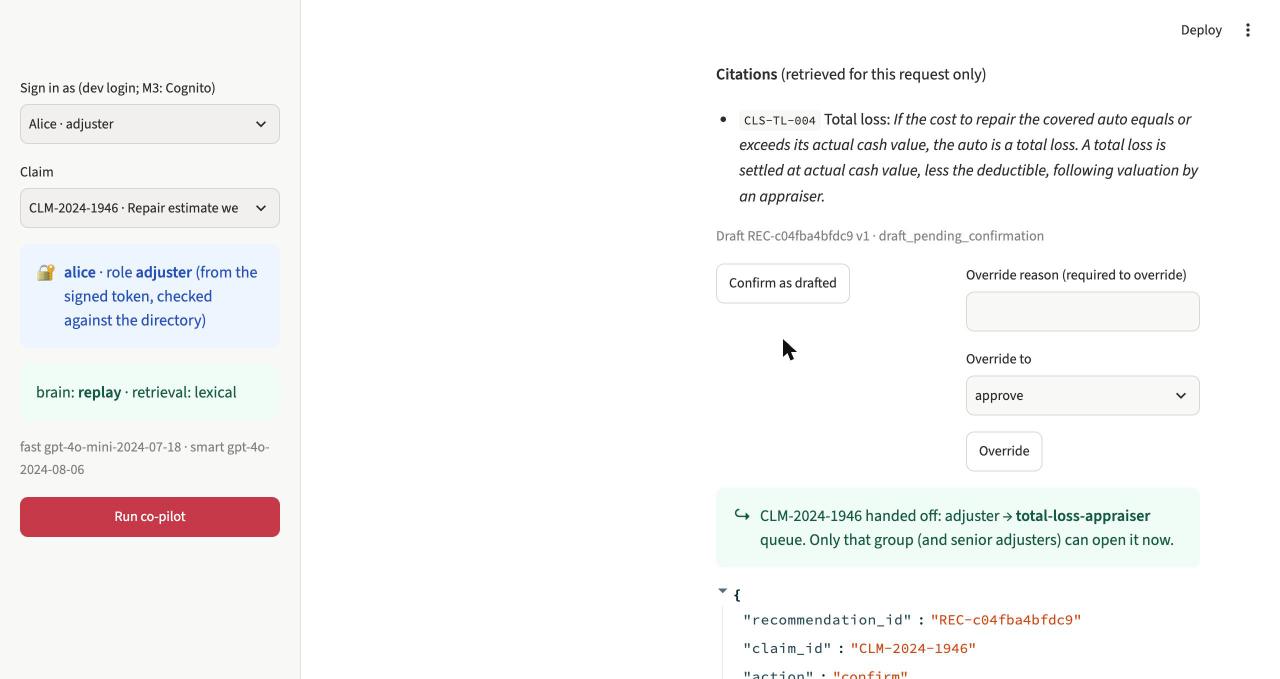 Deploy
Sign in as (dev login; M3: Cognito)
Alice · adjuster
Claim
CLM-2024-1946 · Repair estimate we
alice · role adjuster (from the
signed token, checked
against the directory)
brain: replay · retrieval: lexical
fast gpt-4o-mini-2024-07-18 · smart gpt-4o-
2024-08-06
Run co-pilot
Citations (retrieved for this request only)
CLS-TL-004 Total loss: If the cost to repair the covered auto equals or
exceeds its actual cash value, the auto is a total loss. A total loss is
settled at actual cash value, less the deductible, following valuation by
an appraiser.
Draft REC-c04fba4bfdc9 v1 · draft_pending_confirmation
Confirm as drafted
Override reason (required to override)
Override to
approve
Override
CLM-2024-1946 handed off: adjuster → total-loss-appraiser
queue. Only that group (and senior adjusters) can open it now.
{
"recommendation_id" : "REC-c04fba4bfdc9"
"claim_id" : "CLM-2024-1946"
"action" : "confirm"